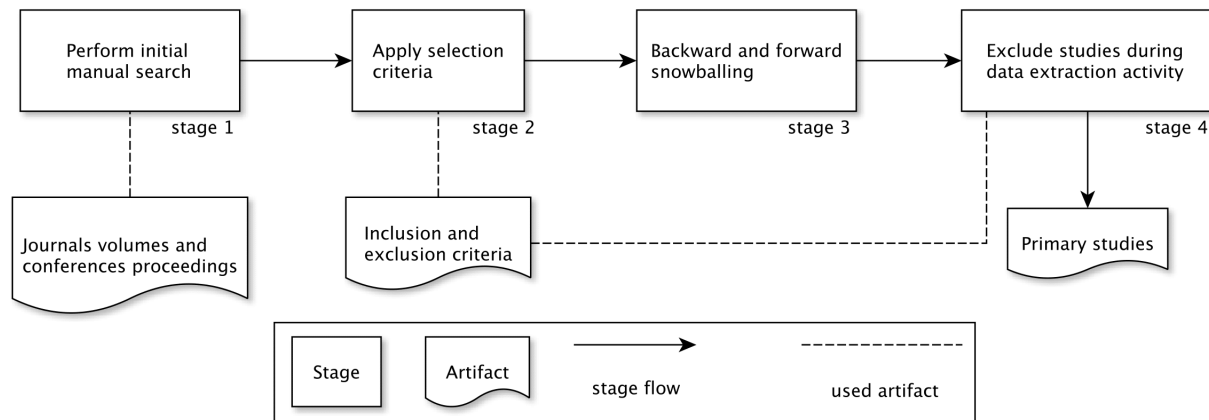 Perform initial
manual search
stage 1
Apply selection
criteria
stage 2
Backward and forward
snowballing
stage 3
Exclude studies during
data extraction activity
stage 4
Journals volumes and
conferences proceedings
Inclusion and
exclusion criteria
Primary studies
Stage
Artifact
stage flow
used artifact